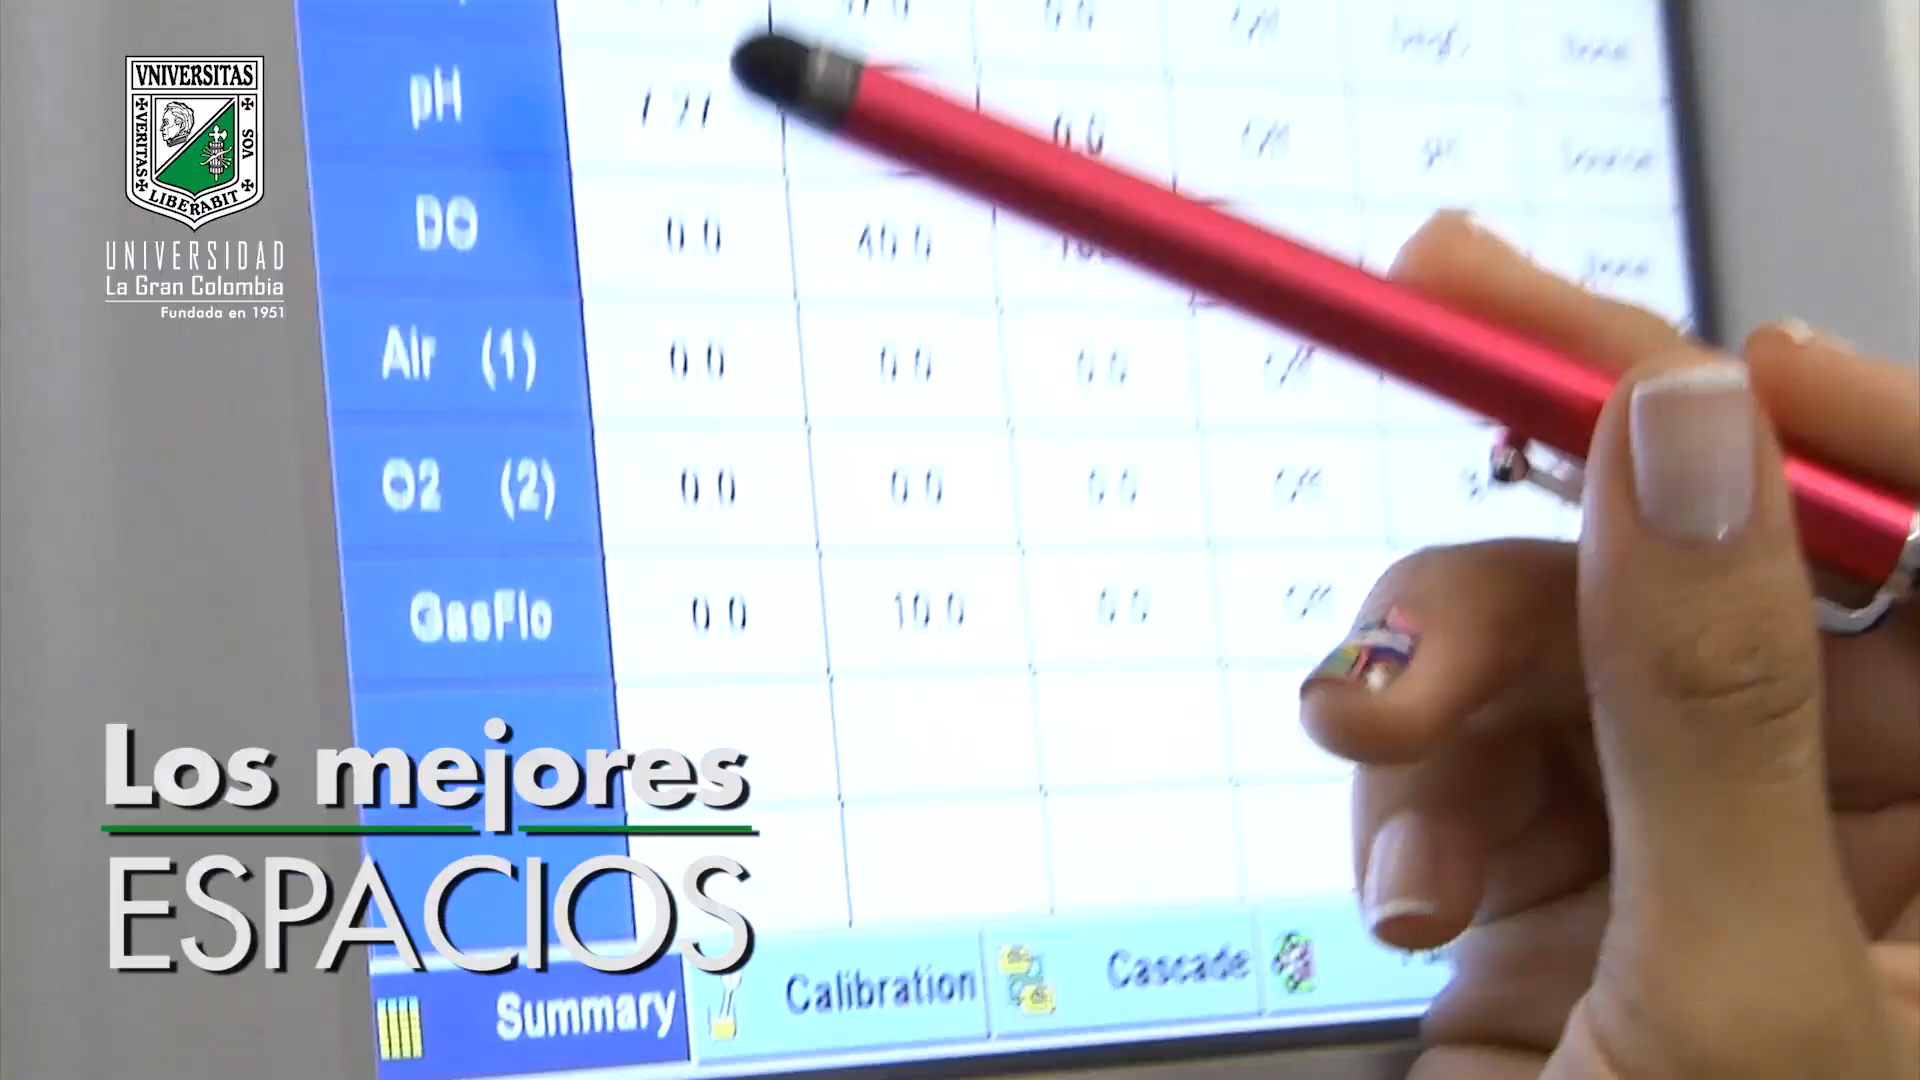 VNIVERSITAS
VERITAS
VOS
LIBERABIT
UNIVERSIDAD
La Gran Colombia
Fundada en 1951
pH 0.0
DO 0.0 40.0
Air (1) 0.0 0.0 0.0
O2 (2) 0.0 0.0 0.0
GasFlo 0.0 10.0 0.0
Los mejores
ESPACIOS
Summary Calibration Cascade